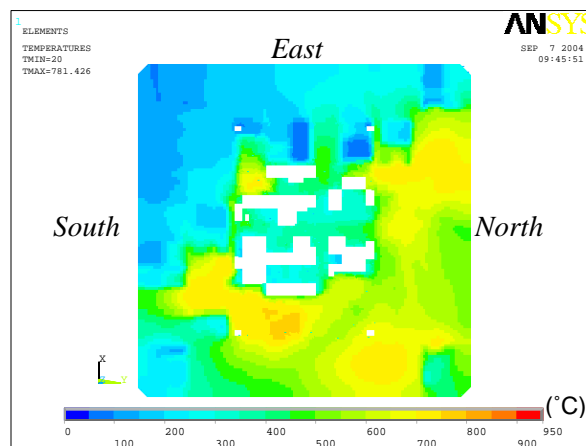 1
ELEMENTS
TEMPERATURES
TMIN=20
TMAX=781.426
ANSYS
SEP 7 2004
09:45:51
East
South
North
X
Z Y
(°C)
0 200 300 400 500 600 700 800 950
100 900